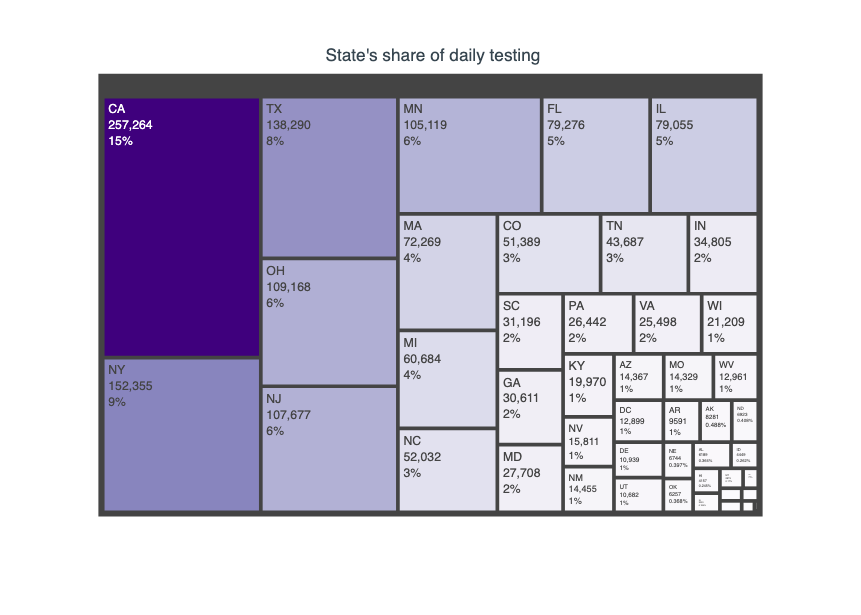 State's share of daily testing
CA
257,264
15%
NY
152,355
9%
TX
138,290
8%
OH
109,168
6%
NJ
107,677
6%
MN
105,119
6%
FL
79,276
5%
IL
79,055
5%
MA
72,269
4%
MI
60,684
4%
NC
52,032
3%
CO
51,389
3%
TN
43,687
3%
IN
34,805
2%
SC
31,196
2%
GA
30,611
2%
MD
27,708
2%
PA
26,442
2%
VA
25,498
2%
WI
21,209
1%
KY
19,970
1%
NV
15,811
1%
NM
14,455
1%
AZ
14,367
1%
MO
14,329
1%
WV
12,961
1%
DC
12,899
1%
DE
10,939
1%
UT
10,682
1%
AR
9591
1%
AK
8281
0.488%
ND
NE
6744
0.397%
OK
6257
0.368%